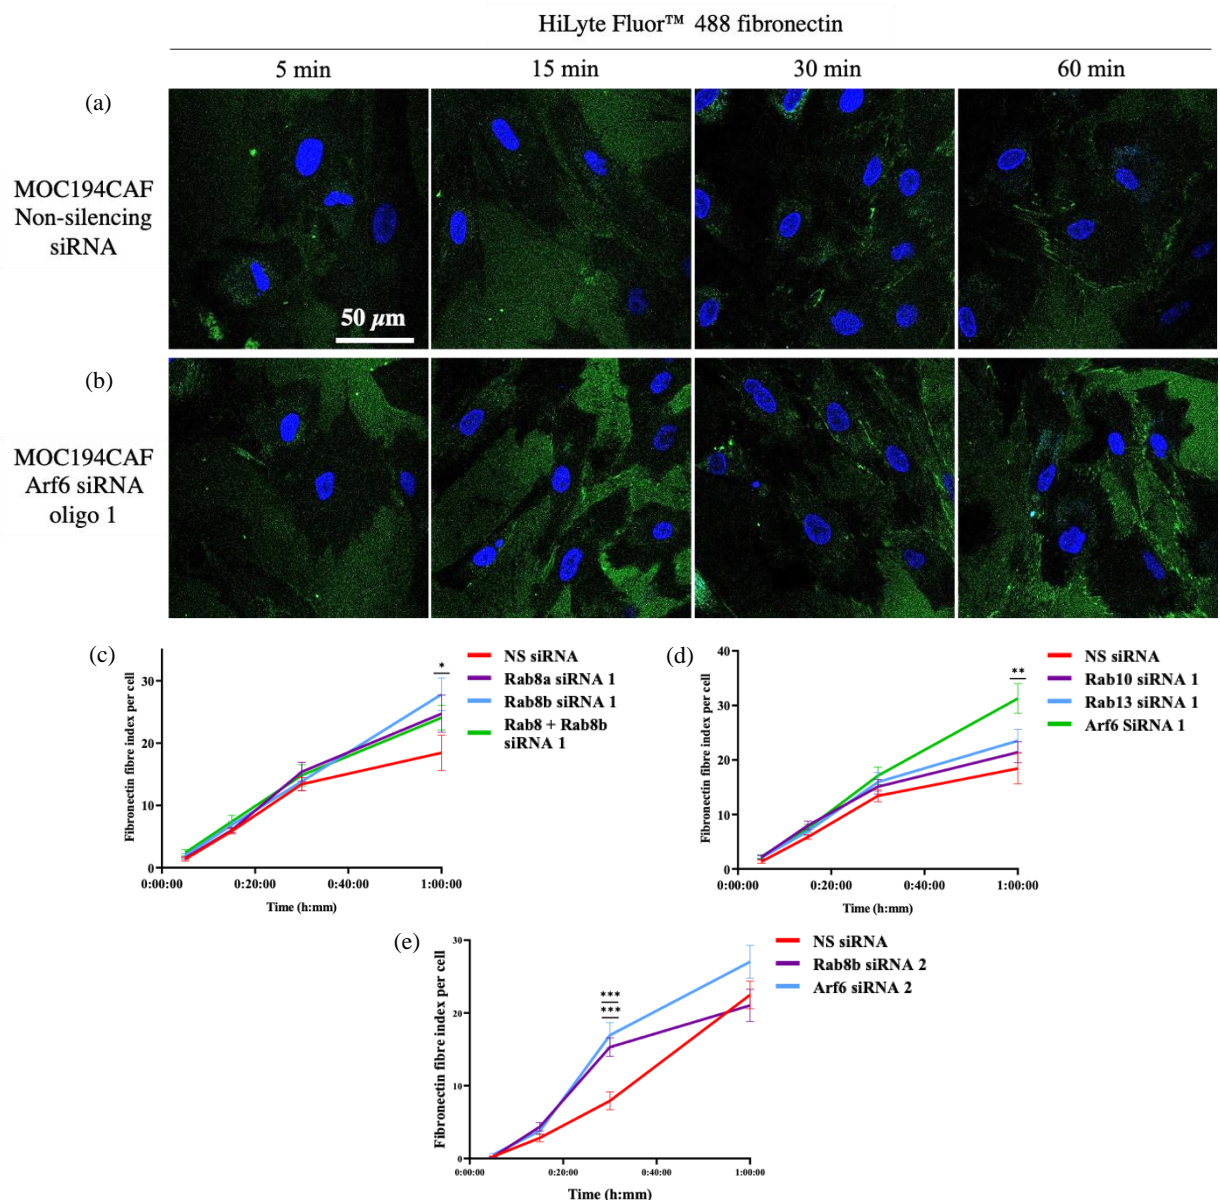 HiLyte Fluor™ 488 fibronectin
5 min
15 min
30 min
60 min
(a)
MOC194CAF
Non-silencing
siRNA
50 µm
(b)
MOC194CAF
Arf6 siRNA
oligo 1
(c)
Fibronectin fibre index per cell
30
20
10
0
0:00:00
0:20:00
0:40:00
1:00:00
Time (h:mm)
*
NS siRNA
Rab8a siRNA 1
Rab8b siRNA 1
Rab8 + Rab8b
siRNA 1
(d)
Fibronectin fibre index per cell
40
30
20
10
0
0:00:00
0:20:00
0:40:00
1:00:00
Time (h:mm)
**
NS siRNA
Rab10 siRNA 1
Rab13 siRNA 1
Arf6 SiRNA 1
(e)
Fibronectin fibre index per cell
30
20
10
0
0:00:00
0:20:00
0:40:00
1:00:00
Time (h:mm)
***
***
NS siRNA
Rab8b siRNA 2
Arf6 siRNA 2